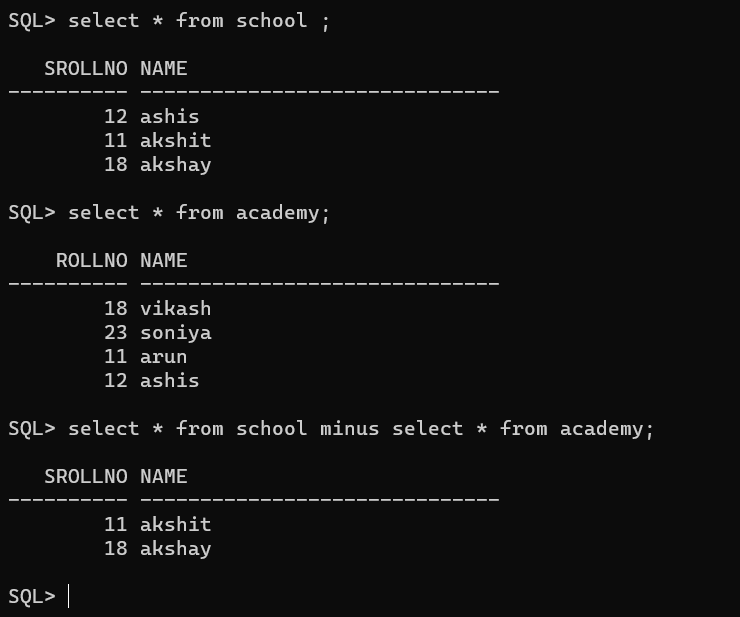 SQL> select * from school ;
   SROLLNO NAME
---------- ------------------------------
        12 ashis
        11 akshit
        18 akshay
SQL> select * from academy;
    ROLLNO NAME
---------- ------------------------------
        18 vikash
        23 soniya
        11 arun
        12 ashis
SQL> select * from school minus select * from academy;
   SROLLNO NAME
---------- ------------------------------
        11 akshit
        18 akshay
SQL>